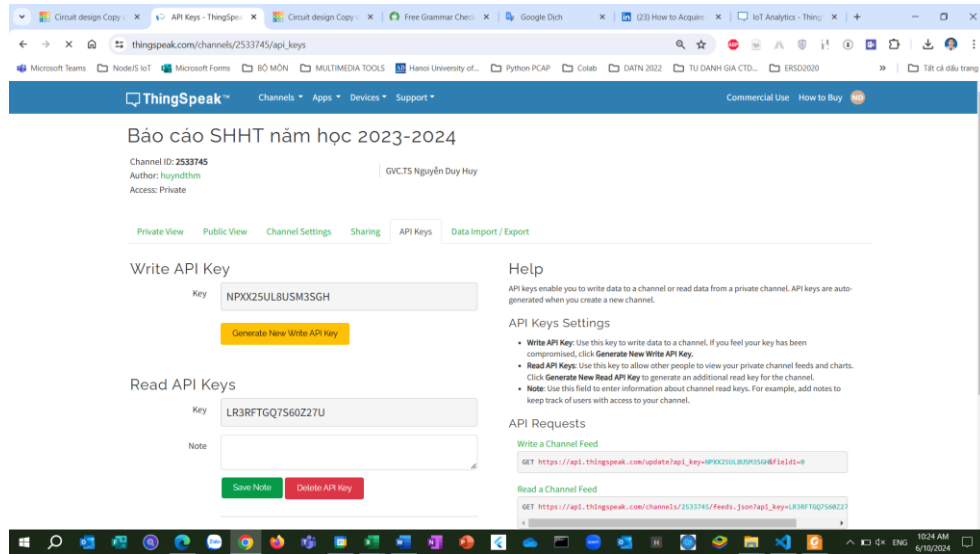 Circuit design Copy
API Keys - ThingSpea
Circuit design Copy
Free Grammar Chec
Google Dịch
(23) How to Acquire
IoT Analytics - Thing
thingspeak.com/channels/2533745/api_keys
Microsoft Teams
NodeJS IoT
Microsoft Forms
BỘ MÔN
MULTIMEDIA TOOLS
Hanoi University of...
Python PCAP
Colab
DATN 2022
TU DANH GIA CTD...
ERSD2020
»
Tất cả dấu trang
ThingSpeak™
Channels
Apps
Devices
Support
Commercial Use
How to Buy
ND
Báo cáo SHHT năm học 2023-2024
Channel ID: 2533745
Author: huyndthm
Access: Private
GVC.TS Nguyễn Duy Huy
Private View
Public View
Channel Settings
Sharing
API Keys
Data Import / Export
Write API Key
Key
NPXX25UL8USM3SGH
Generate New Write API Key
Read API Keys
Key
LR3RFTGQ7S60Z27U
Note
Save Note
Delete API Key
Help
API keys enable you to write data to a channel or read data from a private channel. API keys are auto-
generated when you create a new channel.
API Keys Settings
• Write API Key: Use this key to write data to a channel. If you feel your key has been
compromised, click Generate New Write API Key.
• Read API Keys: Use this key to allow other people to view your private channel feeds and charts.
Click Generate New Read API Key to generate an additional read key for the channel.
• Note: Use this field to enter information about channel read keys. For example, add notes to
keep track of users with access to your channel.
API Requests
Write a Channel Feed
GET https://api.thingspeak.com/update?api_key=NPXX25UL8USM3SGH&field1=0
Read a Channel Feed
GET https://api.thingspeak.com/channels/2533745/feeds.json?api_key=LR3RFTGQ7S60Z27
Zalo
ENG
10:24 AM
6/10/2024